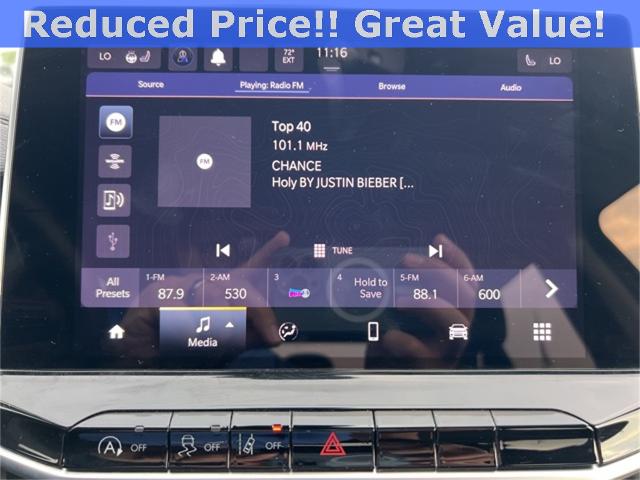 Reduced Price!! Great Value!
LO
72°
EXT
11:16
LO
Source
Playing: Radio FM
Browse
Audio
FM
Top 40
101.1 MHz
FM
CHANCE
Holy BY JUSTIN BIEBER [...
TUNE
All
Presets
1-FM
87.9
2-AM
530
3
4
Hold to
Save
5-FM
88.1
6-AM
600
Media
A OFF
OFF
OFF